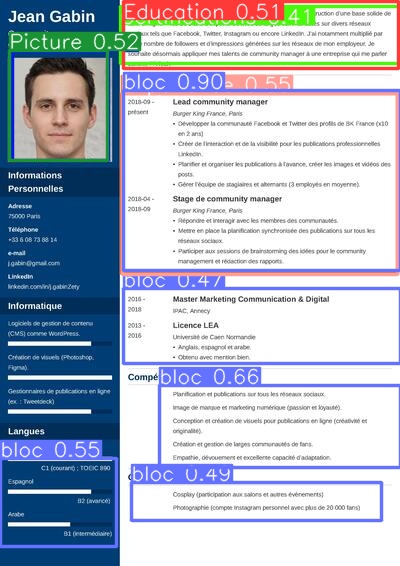 Jean Gabin
Picture 0.52
Informations
Personnelles
Adresse
75000 Paris
Téléphone
+33 6 08 73 88 14
e-mail
j.gabin@gmail.com
LinkedIn
linkedin.com/in/j.gabinZety
Informatique
Logiciels de gestion de contenu
(CMS) comme WordPress.
Création de visuels (Photoshop,
Figma).
Gestionnaires de publications en ligne
(ex. : Tweetdeck)
Langues
bloc 0.55
C1 (courant) ; TOEIC 890
Espagnol
B2 (avancé)
Arabe
B1 (intermédiaire)
Education 0.51
0.41
ruction d'une base solide de
sur divers réseaux
tels que Facebook, Twitter, Instagram ou encore LinkedIn. J'ai notamment multiplié par
nombre de followers et d'impressions générées sur les réseaux de mon employeur. Je
souhaite désormais appliquer mes talents de community manager à une entreprise qui me parler
bloc 0.90
0.55
2018-09 -
présent
Lead community manager
Burger King France, Paris
• Développer la communauté Facebook et Twitter des profils de BK France (x10
en 2 ans)
• Créer de l'interaction et de la visibilité pour les publications professionnelles
LinkedIn.
• Planifier et organiser les publications à l'avance, créer les images et vidéos des
posts.
• Gérer l'équipe de stagiaires et alternants (3 employés en moyenne).
2018-04 -
2018-09
Stage de community manager
Burger King France, Paris
• Répondre et interagir avec les membres des communautés.
• Mettre en place la planification synchronisée des publications sur tous les
réseaux sociaux.
• Participer aux sessions de brainstorming des idées pour le community
management et rédaction des rapports.
bloc 0.47
2016 -
2018
Master Marketing Communication & Digital
IPAC, Annecy
2013 -
2016
Licence LEA
Université de Caen Normandie
• Anglais, espagnol et arabe.
• Obtenu avec mention bien.
Compé
bloc 0.66
Planification et publications sur tous les réseaux sociaux.
Image de marque et marketing numérique (passion et loyauté).
Conception et création de visuels pour publications en ligne (créativité et
originalité).
Création et gestion de larges communautés de fans.
Empathie, dévouement et excellente capacité d'adaptation.
bloc 0.49
Cosplay (participation aux salons et autres événements)
Photographie (compte Instagram personnel avec plus de 20 000 fans)